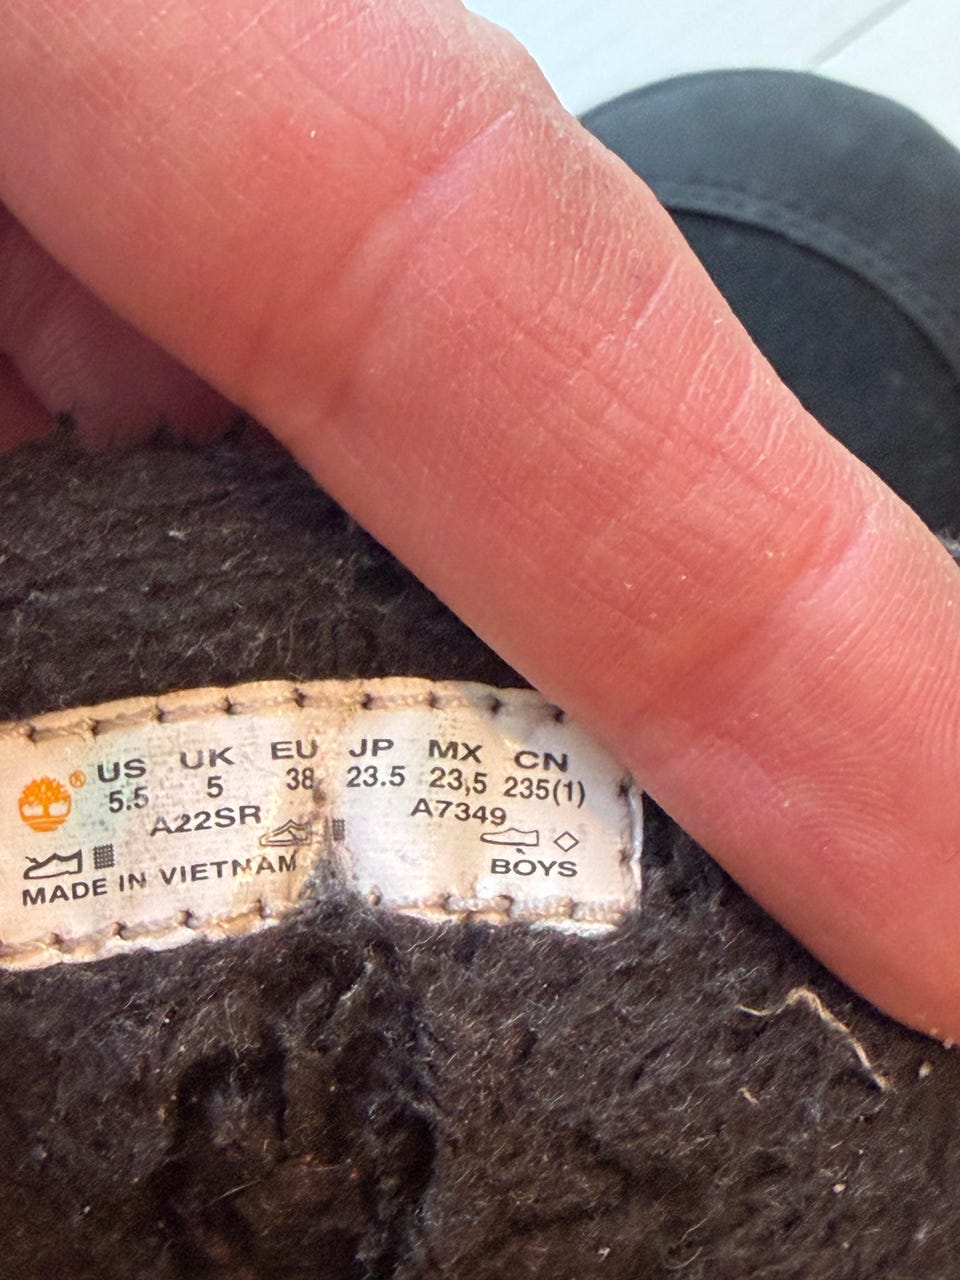 ® US UK EU JP MX CN
5.5 5 38 23.5 23,5 235(1)
A22SR A7349
MADE IN VIETNAM BOYS